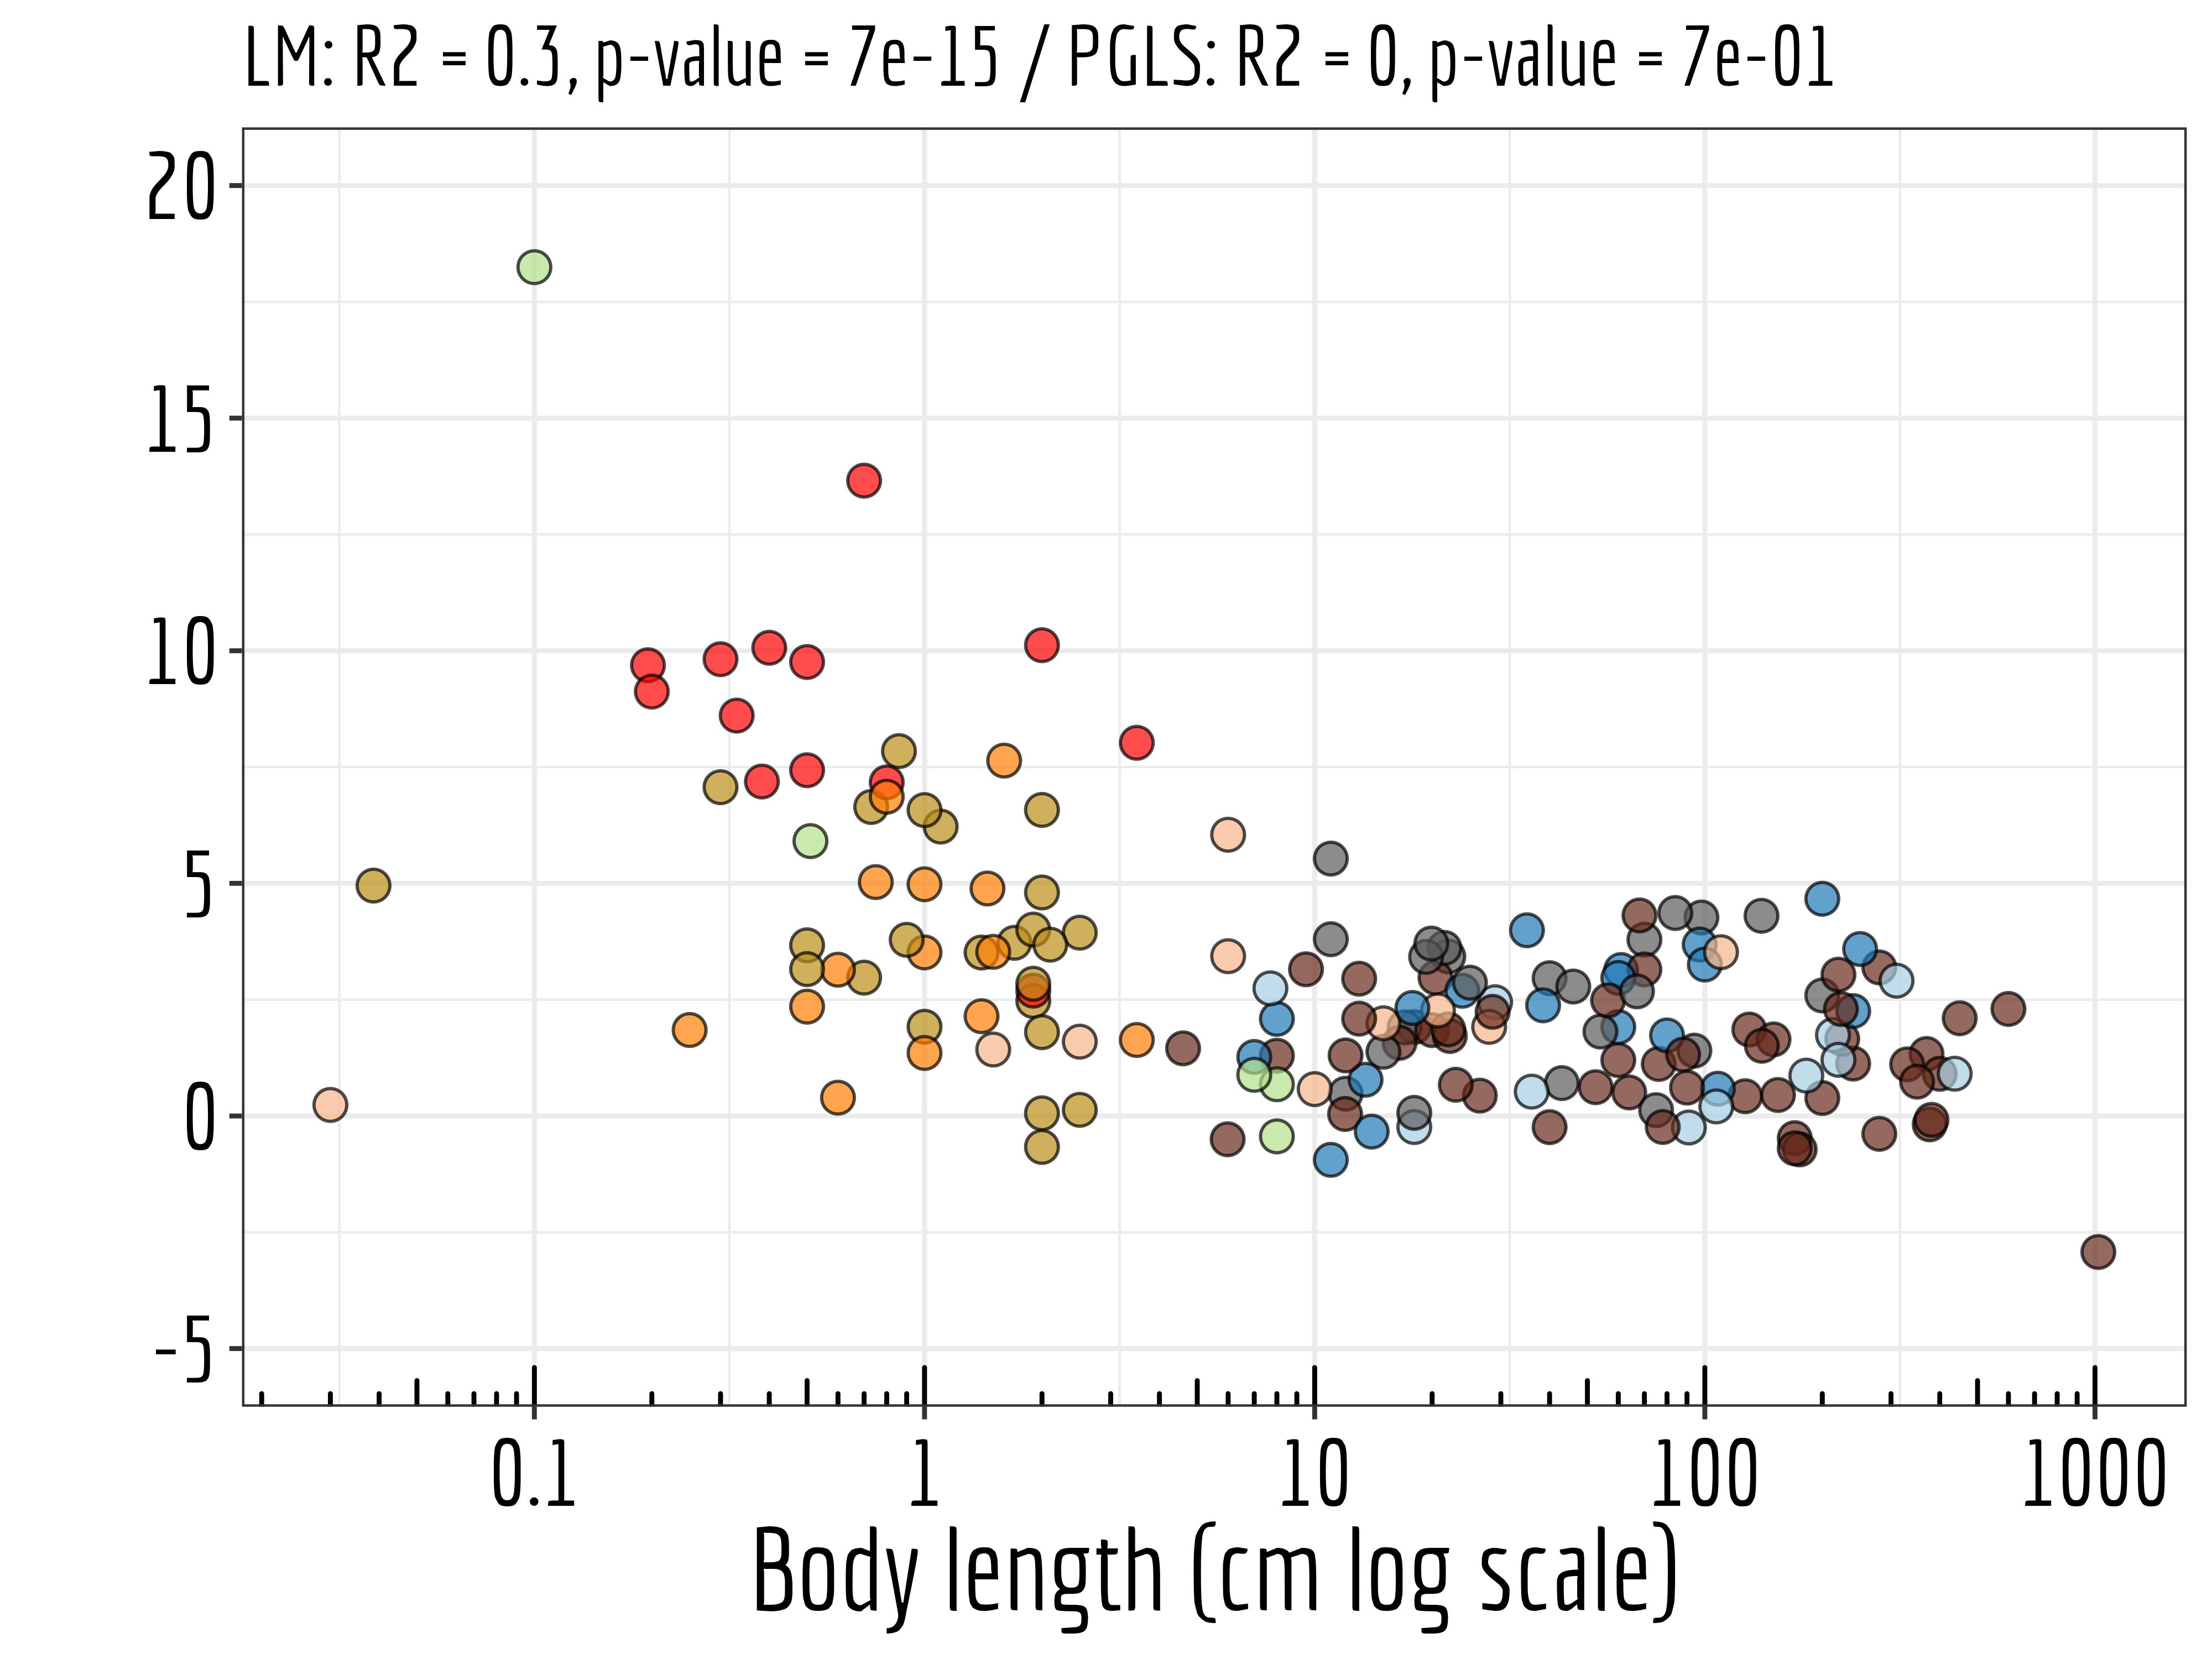 LM: R2 = 0.3, p-value = 7e-15 / PGLS: R2 = 0, p-value = 7e-01
20
15
10
5
0
-5
0.1 1 10 100 1000
Body length (cm log scale)